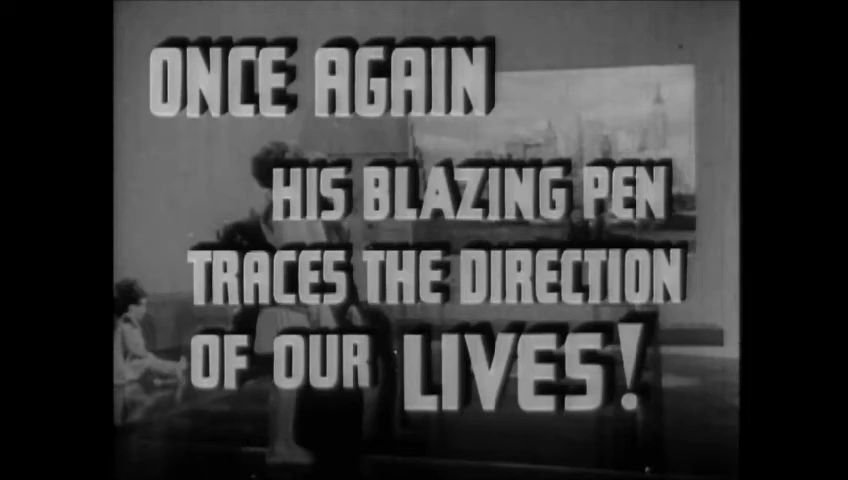 ONCE AGAIN
HIS BLAZING PEN
TRACES THE DIRECTION
OF OUR LIVES!